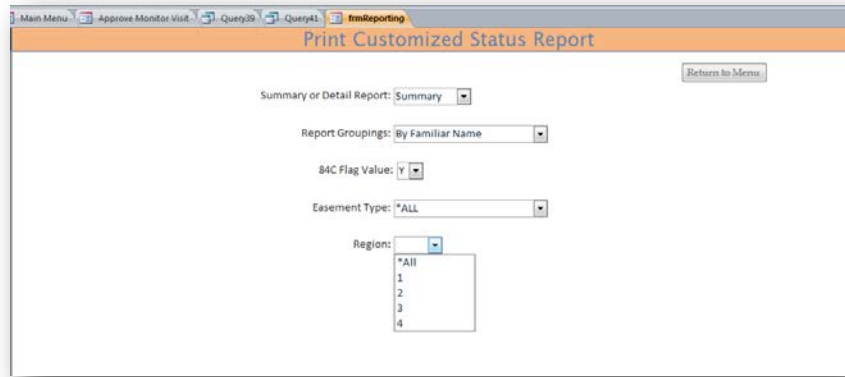 Main Menu Approve Monitor Visit Query39 Query41 frmReporting
Print Customized Status Report
Return to Menu
Summary or Detail Report: Summary
Report Groupings: By Familiar Name
84C Flag Value: Y
Easement Type: *ALL
Region:
*All
1
2
3
4